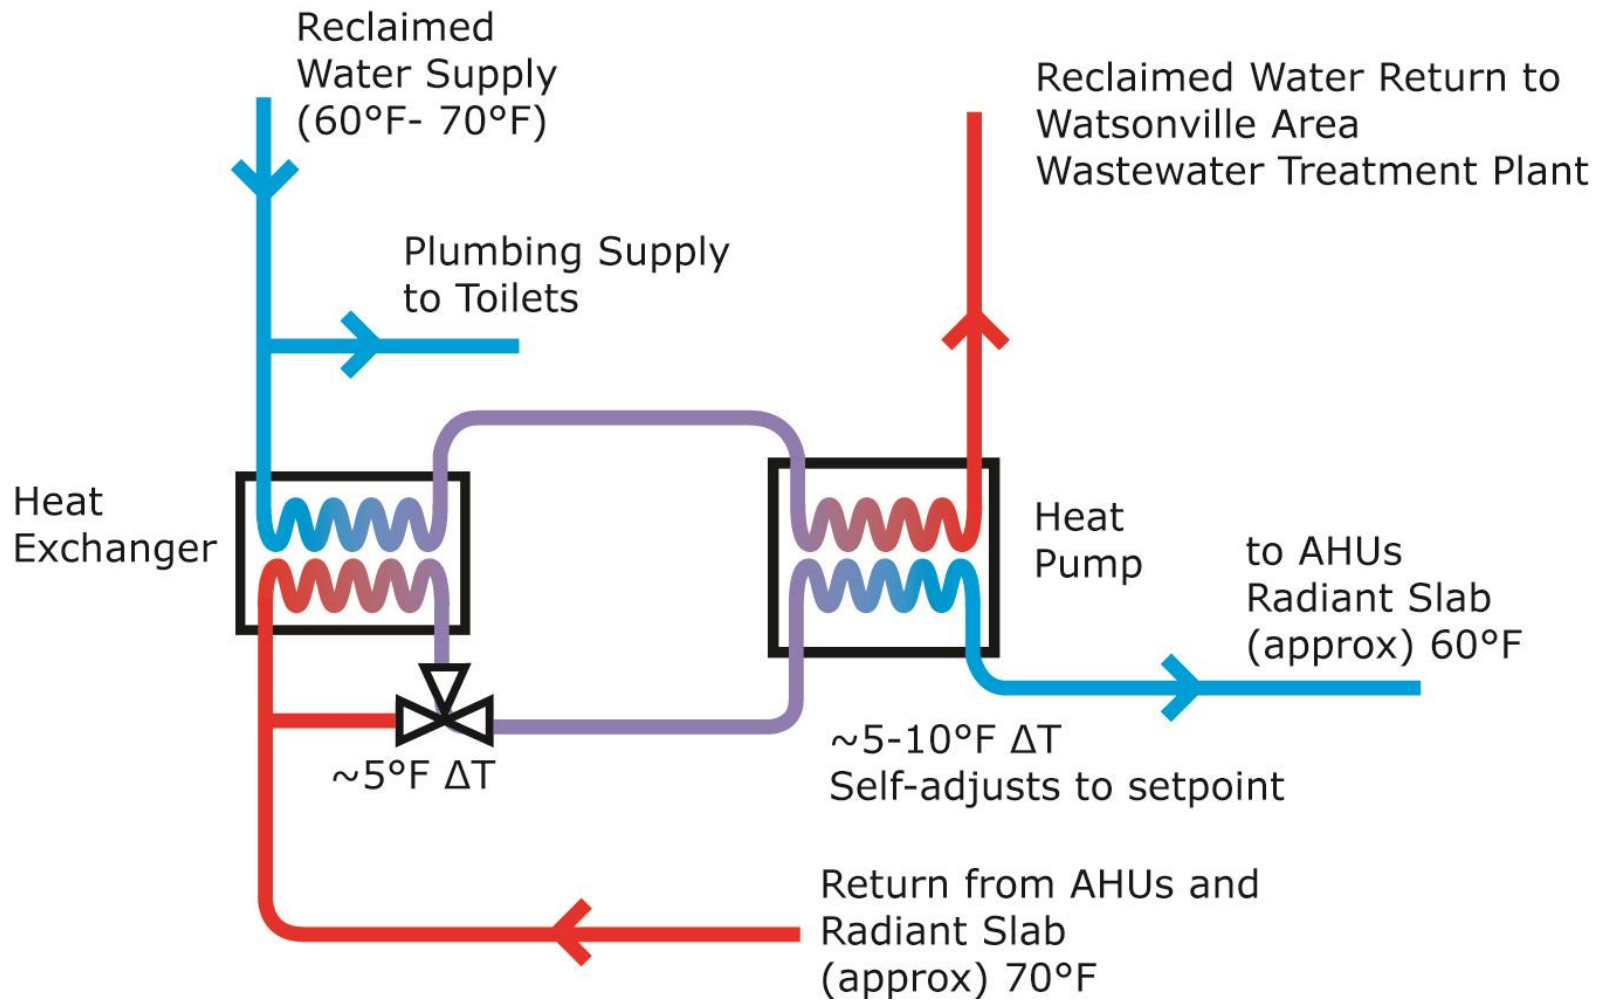 Reclaimed
Water Supply
(60°F- 70°F)
Reclaimed Water Return to
Watsonville Area
Wastewater Treatment Plant
Plumbing Supply
to Toilets
Heat
Exchanger
Heat
Pump
to AHUs
Radiant Slab
(approx) 60°F
~5°F ΔT
~5-10°F ΔT
Self-adjusts to setpoint
Return from AHUs and
Radiant Slab
(approx) 70°F